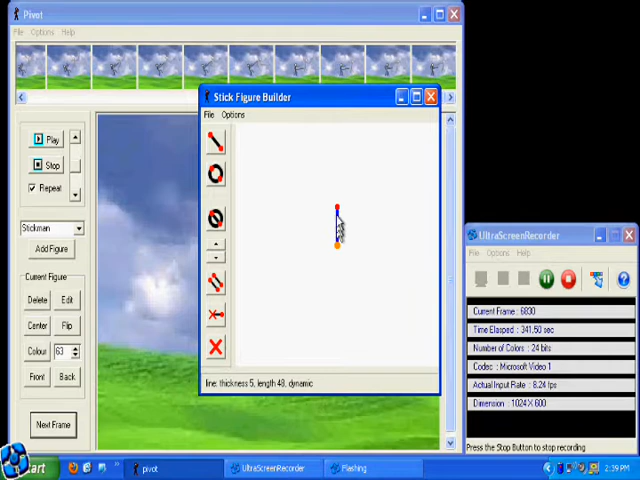 Pivot
File Options Help
Stick Figure Builder
File Options
Play
Stop
Repeat
Stickman
Add Figure
Current Figure
Delete Edit
Center Flip
Colour 63
Front Back
Next Frame
line: thickness 5, length 48, dynamic
UltraScreenRecorder
File Options Help
Current Frame : 6830
Time Elasped : 341.50 sec
Number of Colors : 24 bits
Codec : Microsoft Video 1
Actual Input Rate : 8.24 fps
Dimension : 1024 X 600
Press the Stop Button to stop recording
start
pivot
UltraScreenRecorder
Flashing
2:39 PM